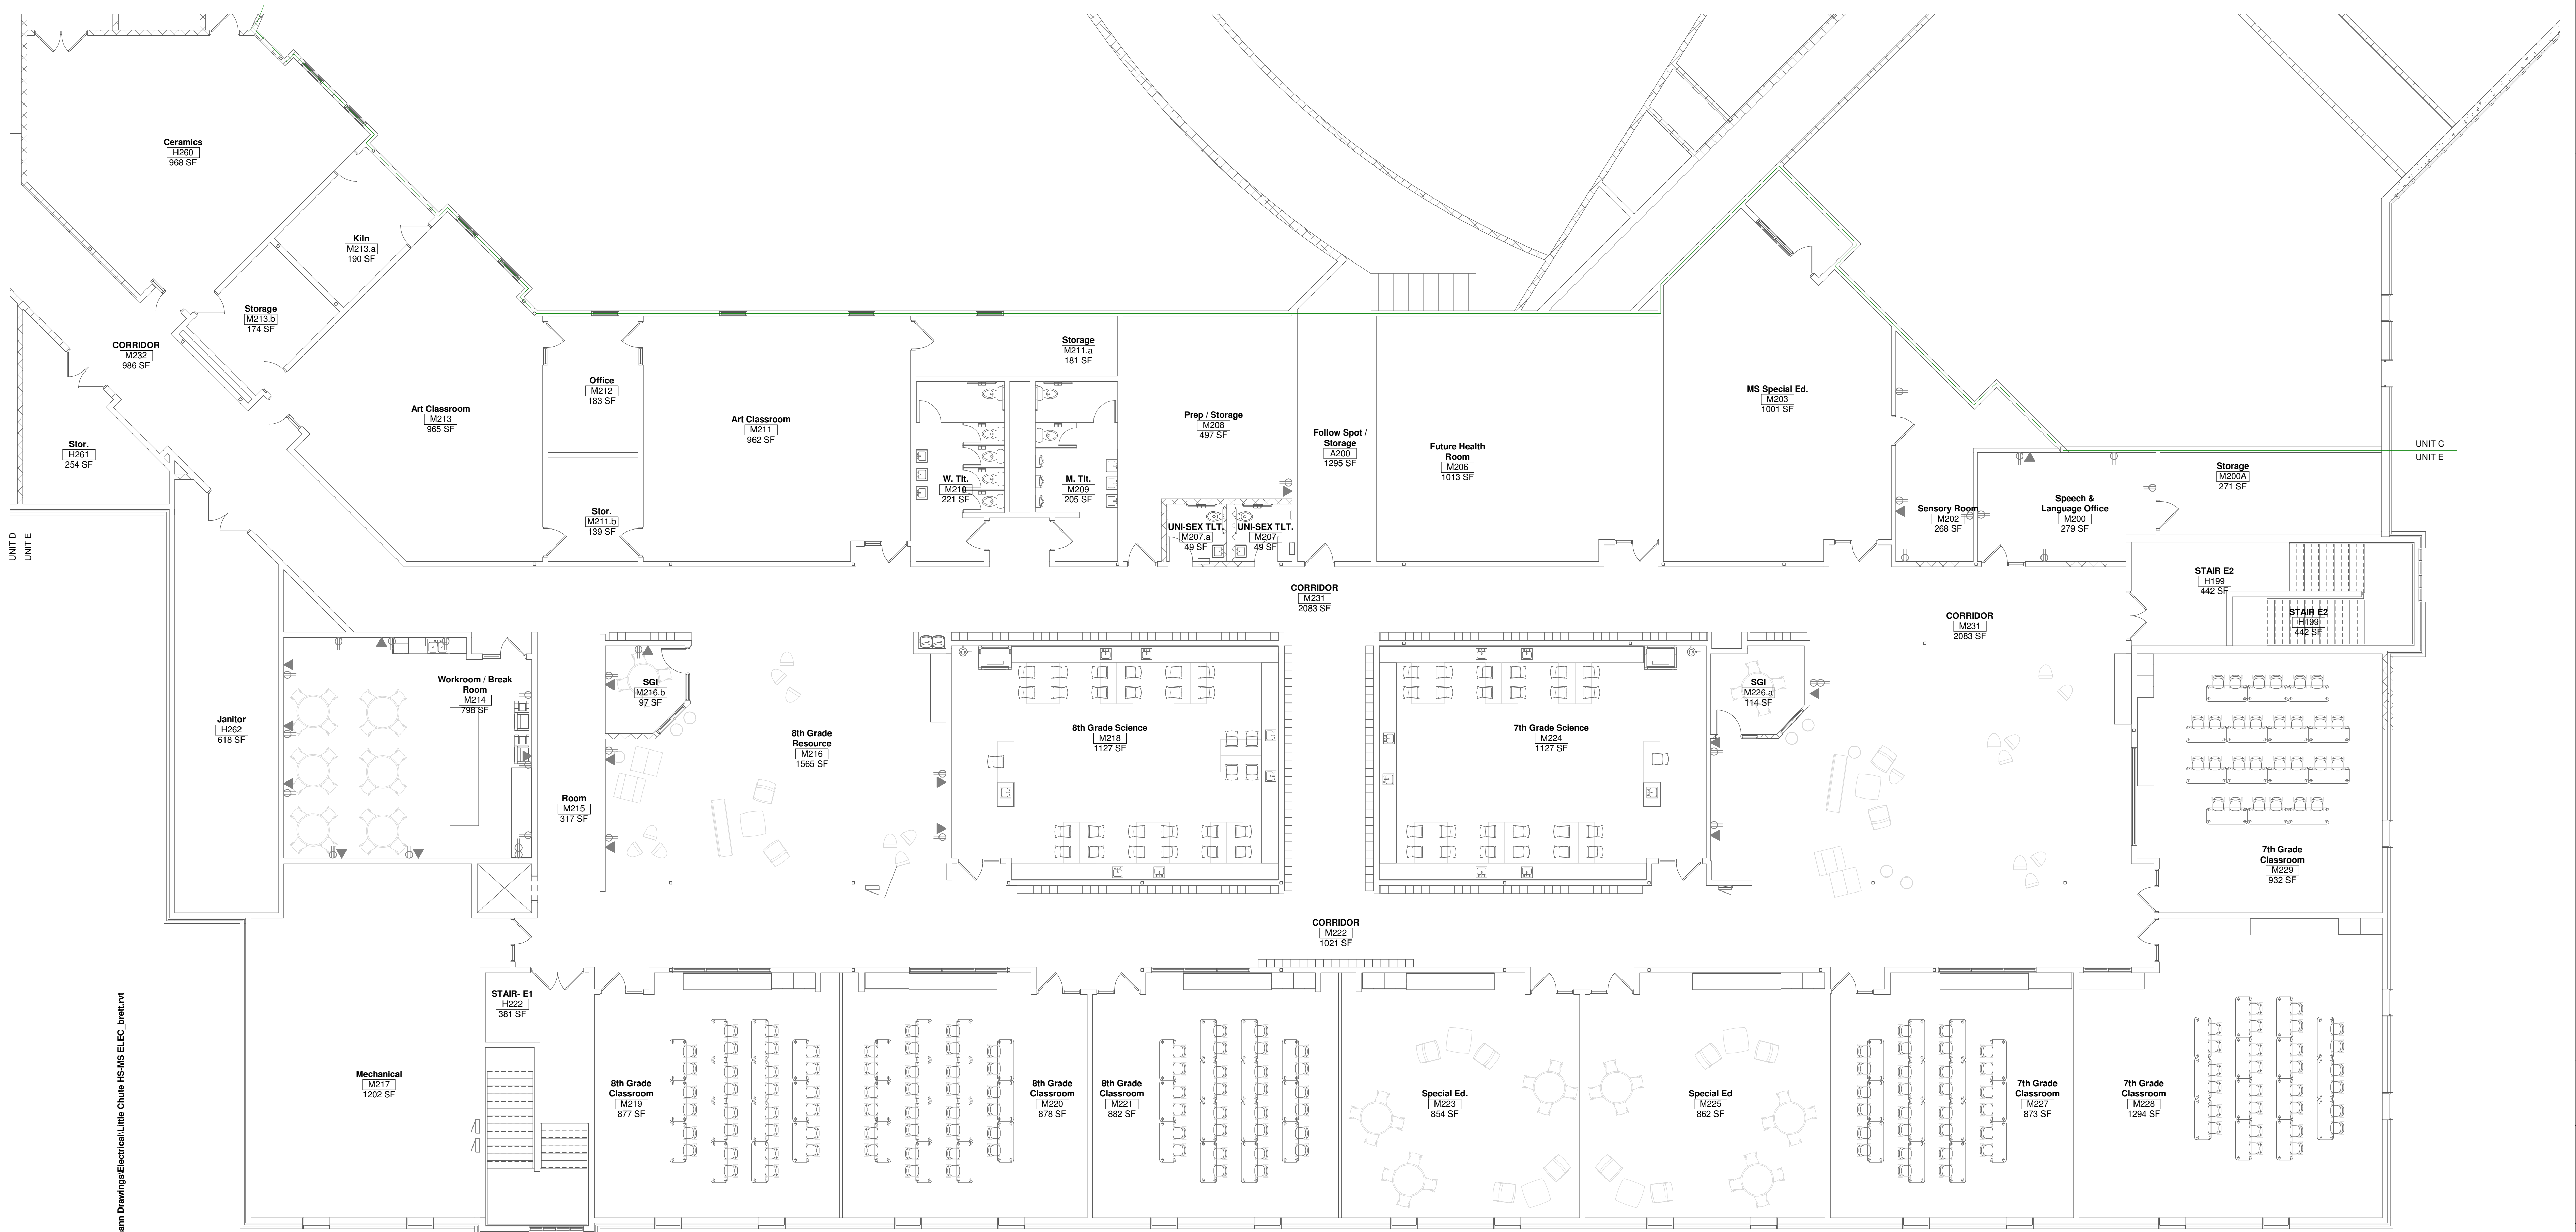 Ceramics
H260
968 SF
Kiln
M213.a
190 SF
Storage
M213.b
174 SF
CORRIDOR
M232
986 SF
Stor.
H261
254 SF
Art Classroom
M213
965 SF
Office
M212
183 SF
Stor.
M211.b
139 SF
Art Classroom
M211
962 SF
Storage
M211.a
181 SF
W. Tlt.
M210
221 SF
M. Tlt.
M209
205 SF
Prep / Storage
M208
497 SF
UNI-SEX TLT.
M207.a
49 SF
UNI-SEX TLT.
M207
49 SF
Follow Spot /
Storage
A200
1295 SF
Future Health
Room
M206
1013 SF
MS Special Ed.
M203
1001 SF
Sensory Room
M202
268 SF
Speech &
Language Office
M200
279 SF
Storage
M200A
271 SF
UNIT C
UNIT E
UNIT D
UNIT E
STAIR E2
H199
442 SF
STAIR E2
H199
442 SF
CORRIDOR
M231
2083 SF
CORRIDOR
M231
2083 SF
Janitor
H262
618 SF
Workroom / Break
Room
M214
798 SF
Room
M215
317 SF
SGI
M216.b
97 SF
8th Grade
Resource
M216
1565 SF
8th Grade Science
M218
1127 SF
7th Grade Science
M224
1127 SF
SGI
M226.a
114 SF
7th Grade
Classroom
M229
932 SF
CORRIDOR
M222
1021 SF
STAIR- E1
H222
381 SF
Mechanical
M217
1202 SF
8th Grade
Classroom
M219
877 SF
8th Grade
Classroom
M220
878 SF
8th Grade
Classroom
M221
882 SF
Special Ed.
M223
854 SF
Special Ed
M225
862 SF
7th Grade
Classroom
M227
873 SF
7th Grade
Classroom
M228
1294 SF
ann Drawings\Electrical\Little Chute HS-MS ELEC_brett.rvt